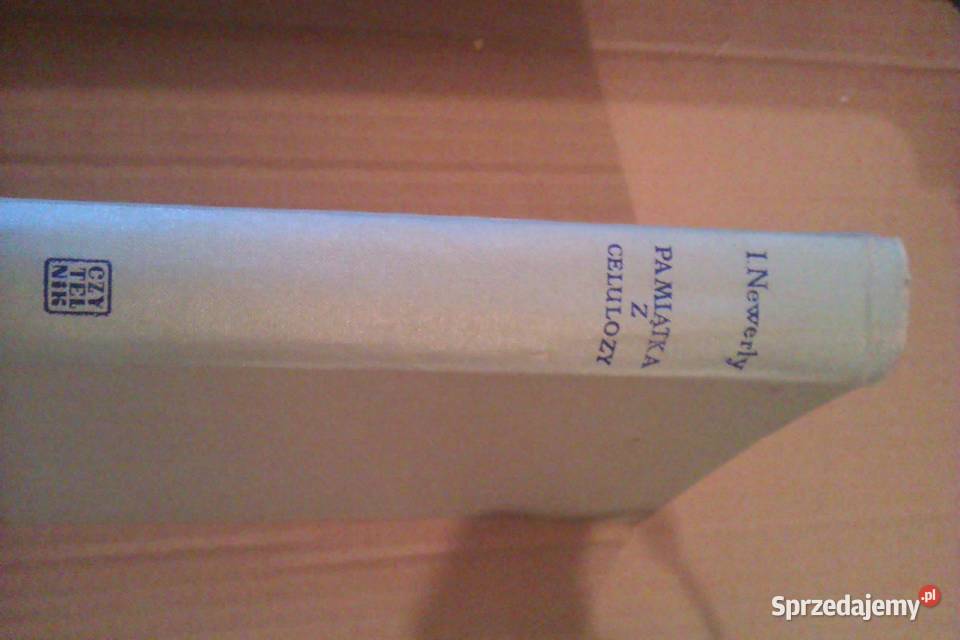 I. Newerly
PAMIĄTKA
Z
CELULOZY
CZY
TEL
NIK
Sprzedajemy.pl